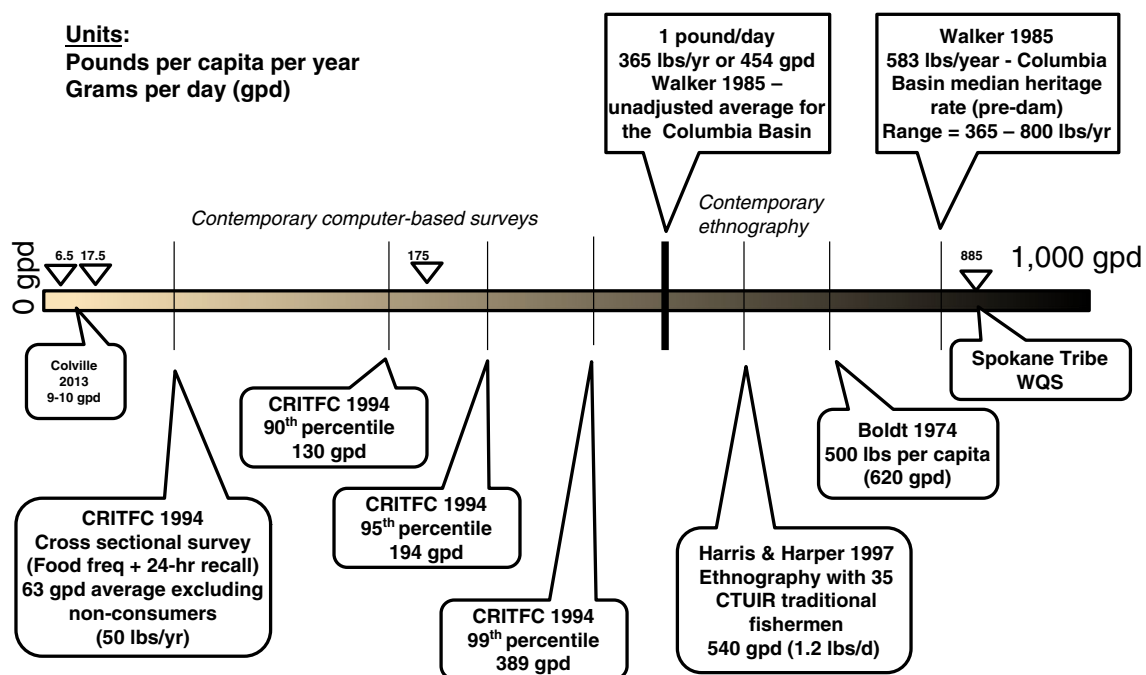 Units:
Pounds per capita per year
Grams per day (gpd)
1 pound/day
365 lbs/yr or 454 gpd
Walker 1985 –
unadjusted average for
the Columbia Basin
Walker 1985
583 lbs/year - Columbia
Basin median heritage
rate (pre-dam)
Range = 365 – 800 lbs/yr
Contemporary computer-based surveys
Contemporary
ethnography
0 gpd
6.5
17.5
175
885
1,000 gpd
Colville
2013
9-10 gpd
CRITFC 1994
90th percentile
130 gpd
Spokane Tribe
WQS
Boldt 1974
500 lbs per capita
(620 gpd)
CRITFC 1994
95th percentile
194 gpd
CRITFC 1994
Cross sectional survey
(Food freq + 24-hr recall)
63 gpd average excluding
non-consumers
(50 lbs/yr)
Harris & Harper 1997
Ethnography with 35
CTUIR traditional
fishermen
540 gpd (1.2 lbs/d)
CRITFC 1994
99th percentile
389 gpd